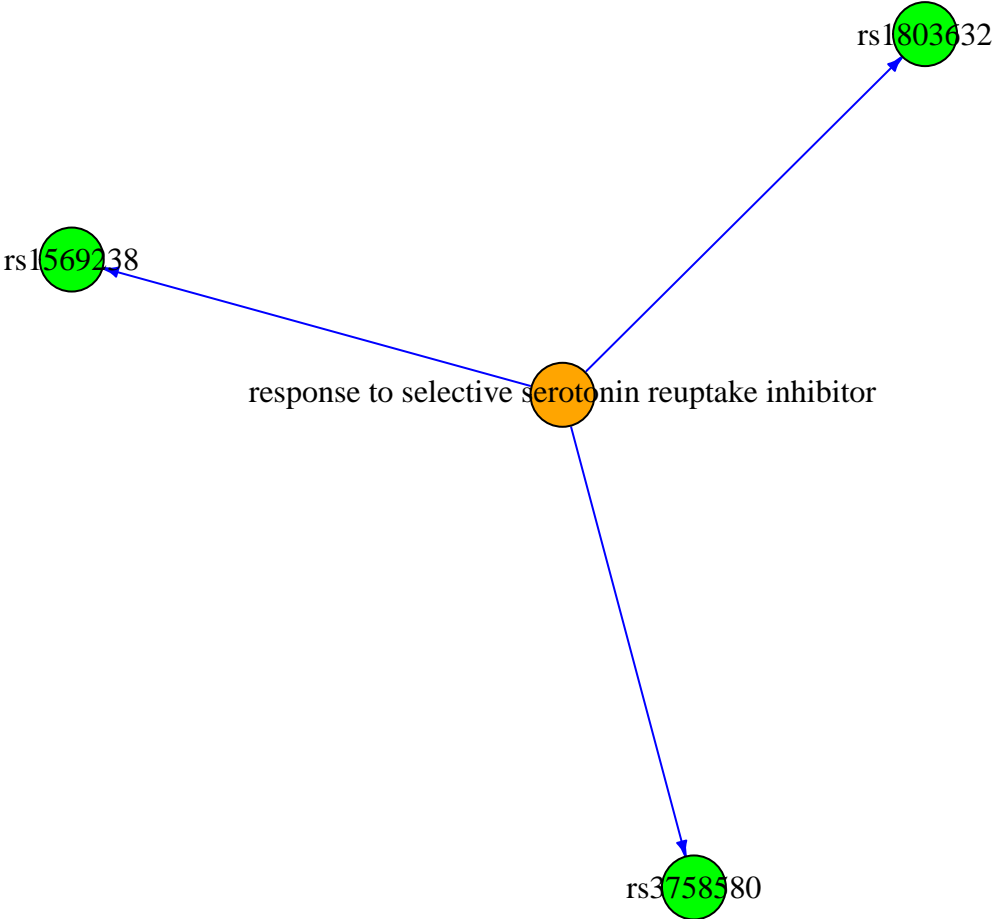 rs1803632
rs1569238
response to selective serotonin reuptake inhibitor
rs3758580